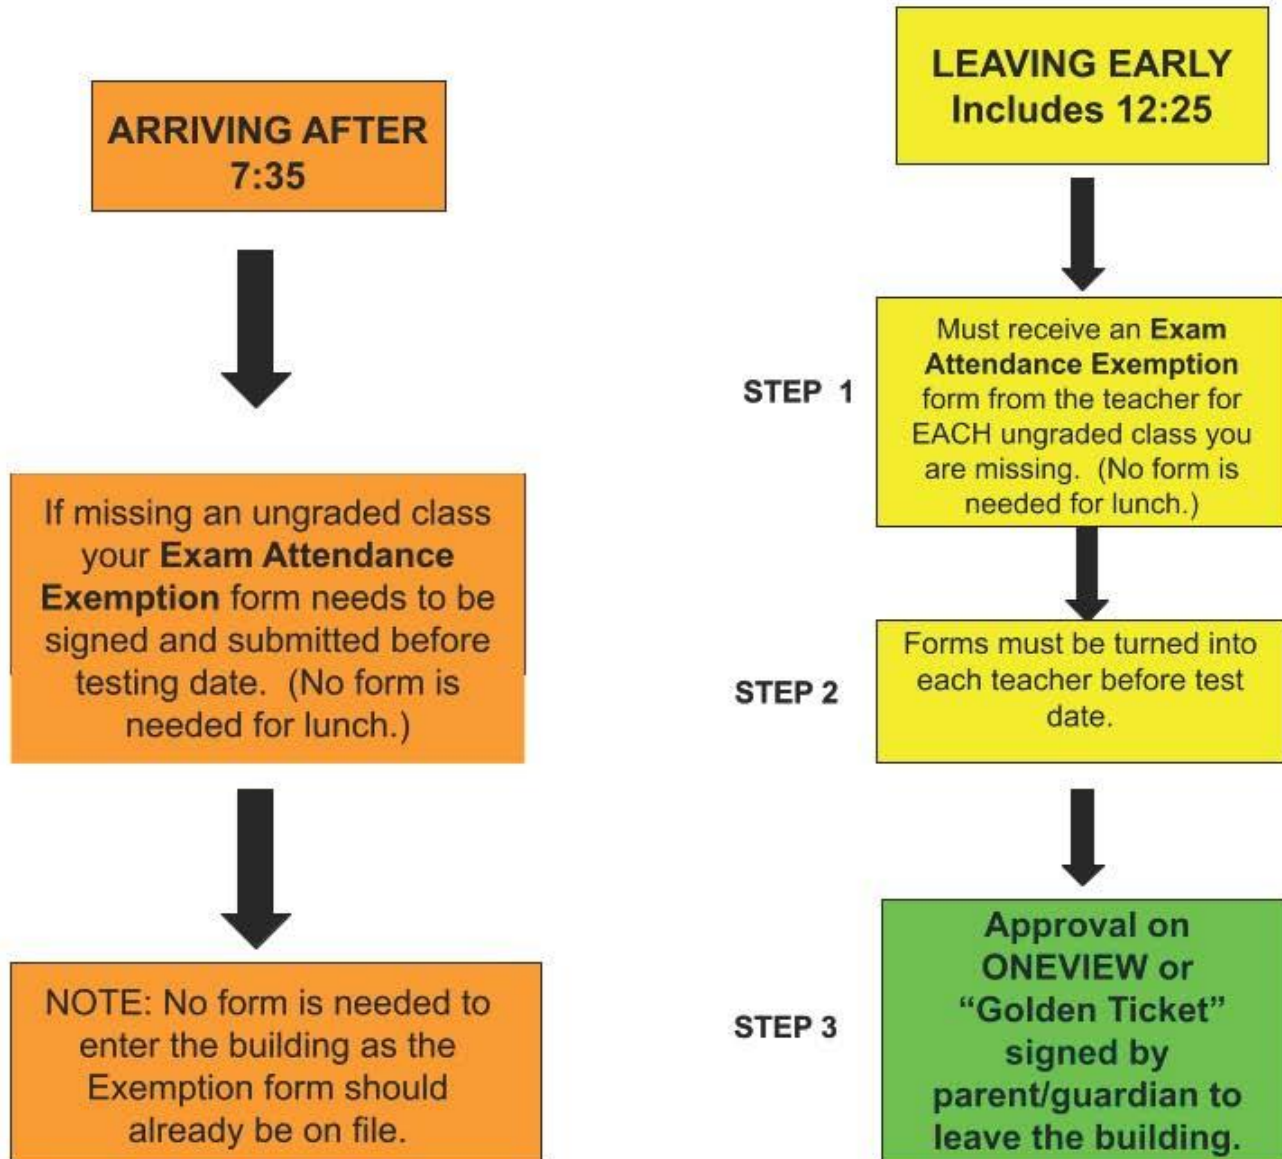 ARRIVING AFTER
7:35
If missing an ungraded class
your Exam Attendance
Exemption form needs to be
signed and submitted before
testing date.  (No form is
needed for lunch.)
NOTE: No form is needed to
enter the building as the
Exemption form should
already be on file.
LEAVING EARLY
Includes 12:25
STEP  1
Must receive an Exam
Attendance Exemption
form from the teacher for
EACH ungraded class you
are missing.  (No form is
needed for lunch.)
STEP 2
Forms must be turned into
each teacher before test
date.
STEP 3
Approval on
ONEVIEW or
“Golden Ticket”
signed by
parent/guardian to
leave the building.